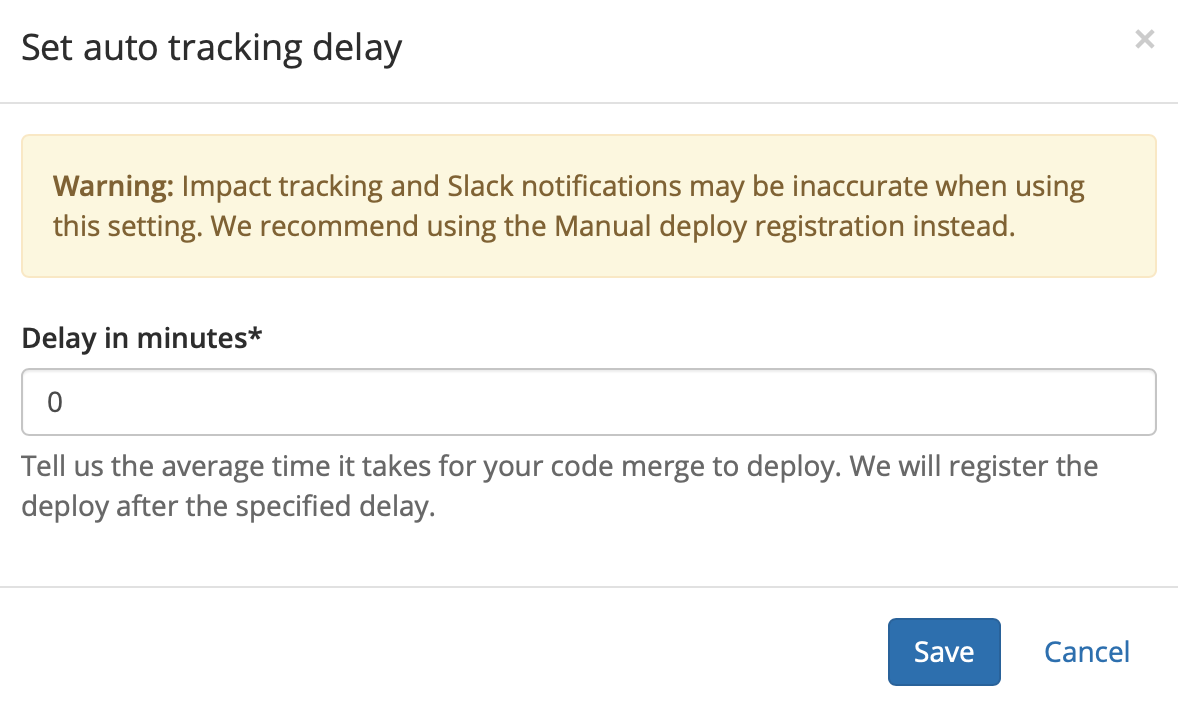 Set auto tracking delay
×
Warning: Impact tracking and Slack notifications may be inaccurate when using
this setting. We recommend using the Manual deploy registration instead.
Delay in minutes*
0
Tell us the average time it takes for your code merge to deploy. We will register the
deploy after the specified delay.
Save Cancel